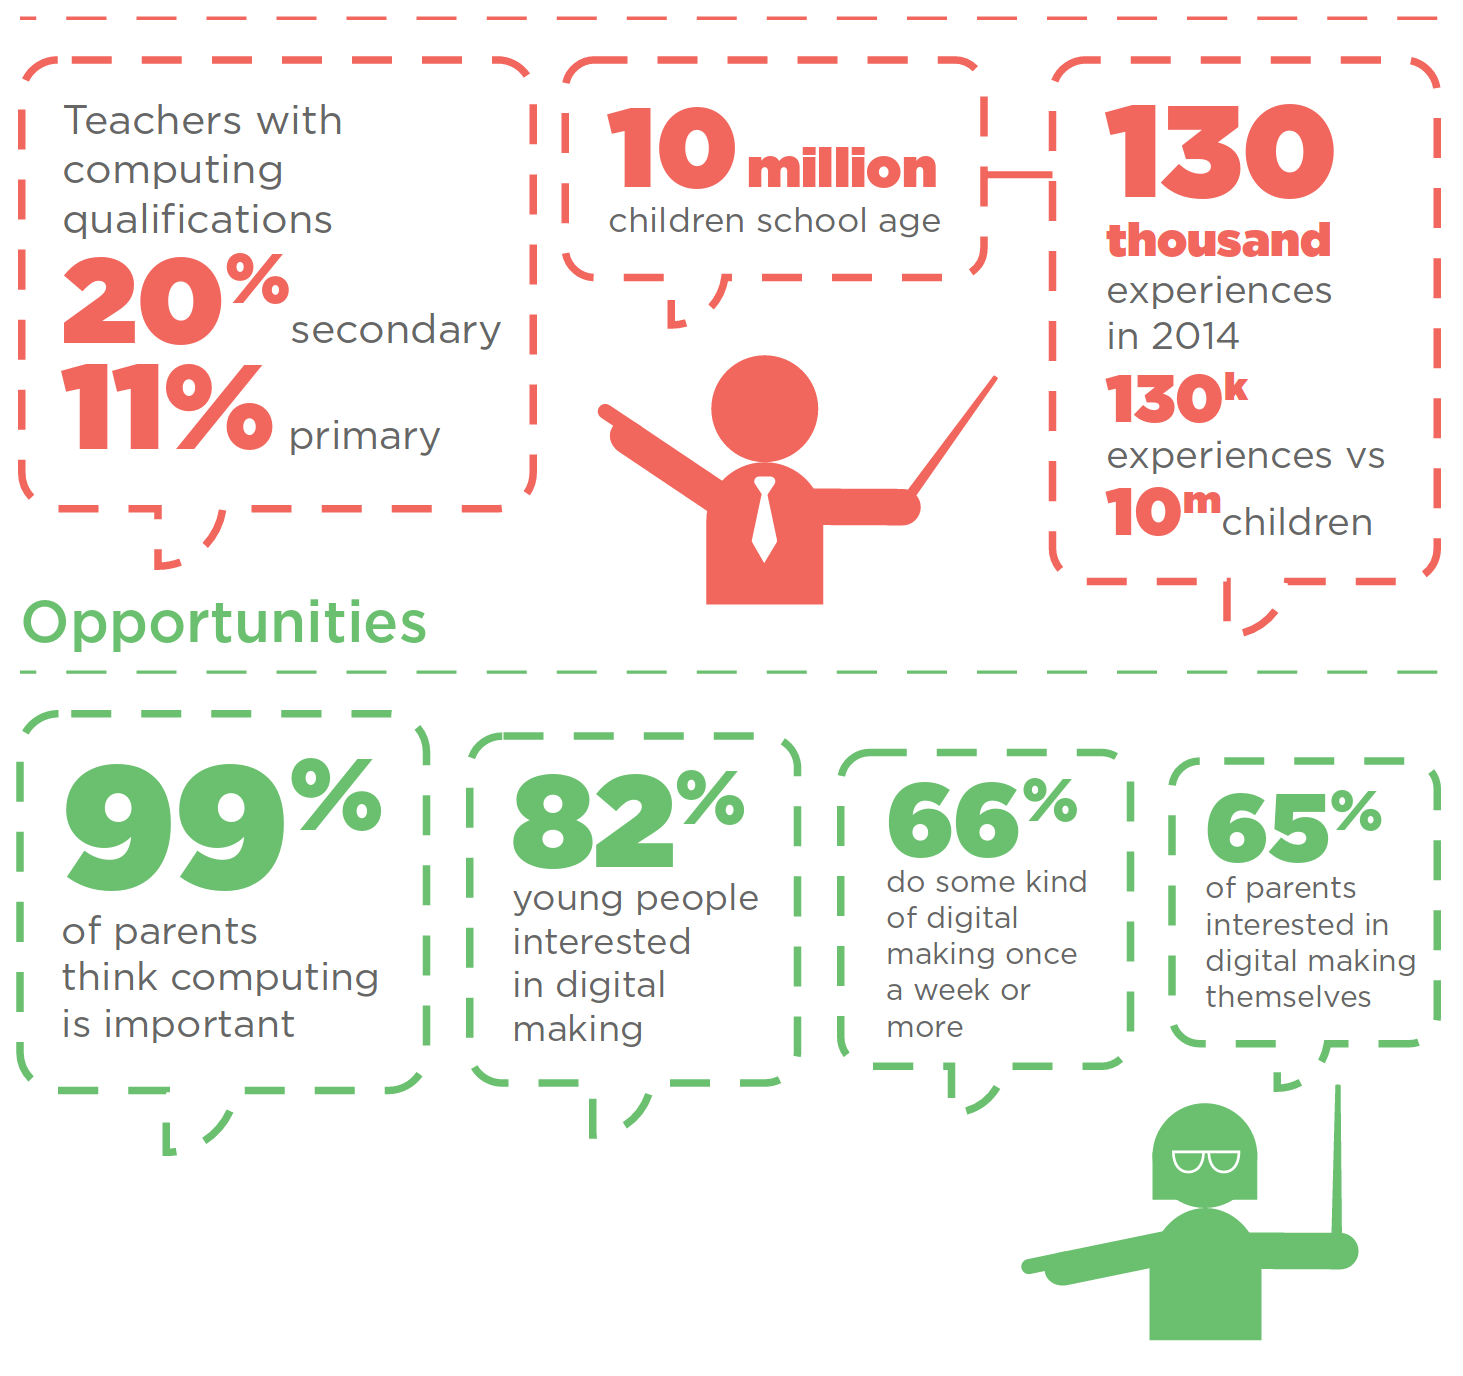 Teachers with
computing
qualifications
20% secondary
11% primary
10 million
children school age
130
thousand
experiences
in 2014
130k
experiences vs
10m children
Opportunities
99%
of parents
think computing
is important
82%
young people
interested
in digital
making
66%
do some kind
of digital
making once
a week or
more
65%
of parents
interested in
digital making
themselves